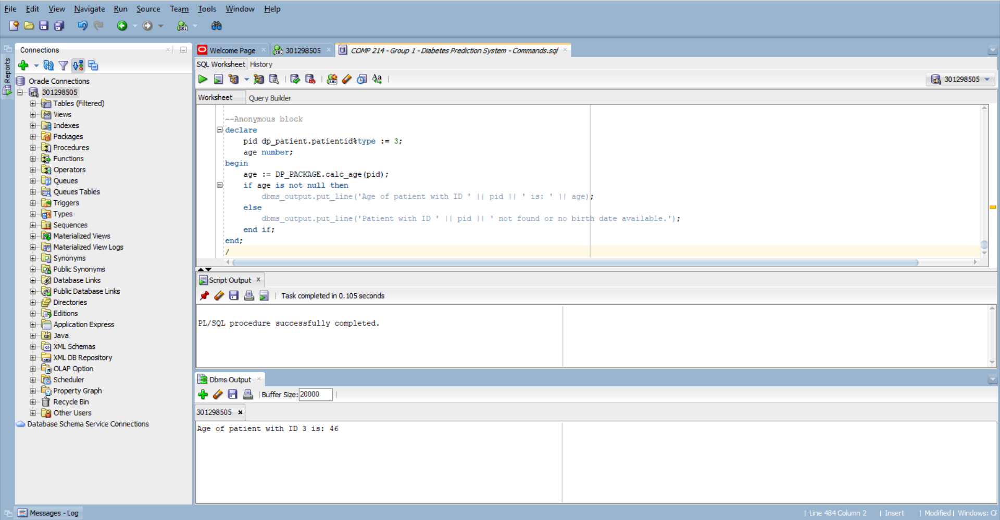 File Edit View Navigate Run Source Team Tools Window Help
Reports
Connections
Oracle Connections
301298505
Tables (Filtered)
Views
Indexes
Packages
Procedures
Functions
Operators
Queues
Queues Tables
Triggers
Types
Sequences
Materialized Views
Materialized View Logs
Synonyms
Public Synonyms
Database Links
Public Database Links
Directories
Editions
Application Express
Java
XML Schemas
XML DB Repository
OLAP Option
Scheduler
Property Graph
Recycle Bin
Other Users
Database Schema Service Connections
Welcome Page 301298505 COMP 214 - Group 1 - Diabetes Prediction System - Commands.sql
SQL Worksheet History
301298505
Worksheet Query Builder
--Anonymous block
declare
pid dp_patient.patientid%type := 3;
age number;
begin
age := DP_PACKAGE.calc_age(pid);
if age is not null then
dbms_output.put_line('Age of patient with ID ' || pid || ' is: ' || age);
else
dbms_output.put_line('Patient with ID ' || pid || ' not found or no birth date available.');
end if;
end;
/
Script Output
Task completed in 0.105 seconds
PL/SQL procedure successfully completed.
Dbms Output
Buffer Size: 20000
301298505
Age of patient with ID 3 is: 46
Messages - Log
| Line 484 Column 2 | Insert | Modified | Windows: